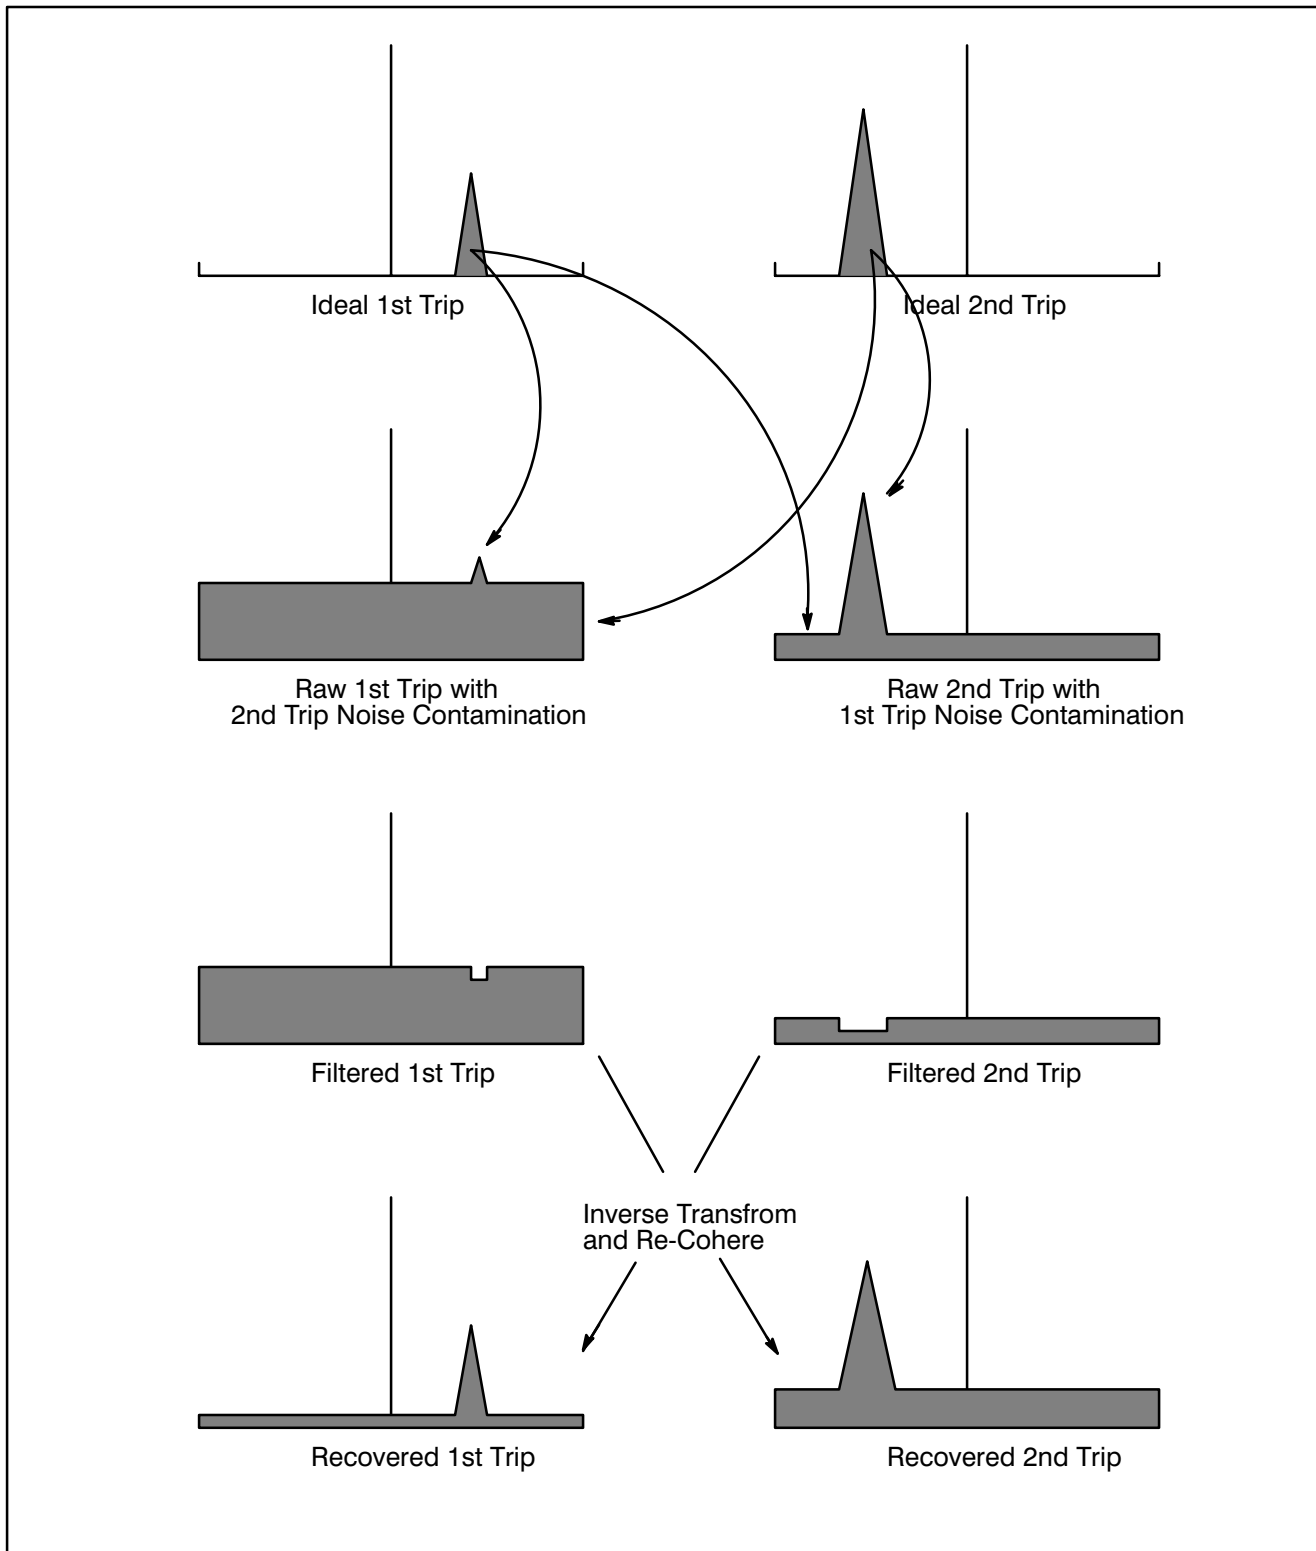 Ideal 1st Trip
Ideal 2nd Trip
Raw 1st Trip with
2nd Trip Noise Contamination
Raw 2nd Trip with
1st Trip Noise Contamination
Filtered 1st Trip
Filtered 2nd Trip
Inverse Transfrom
and Re-Cohere
Recovered 1st Trip
Recovered 2nd Trip